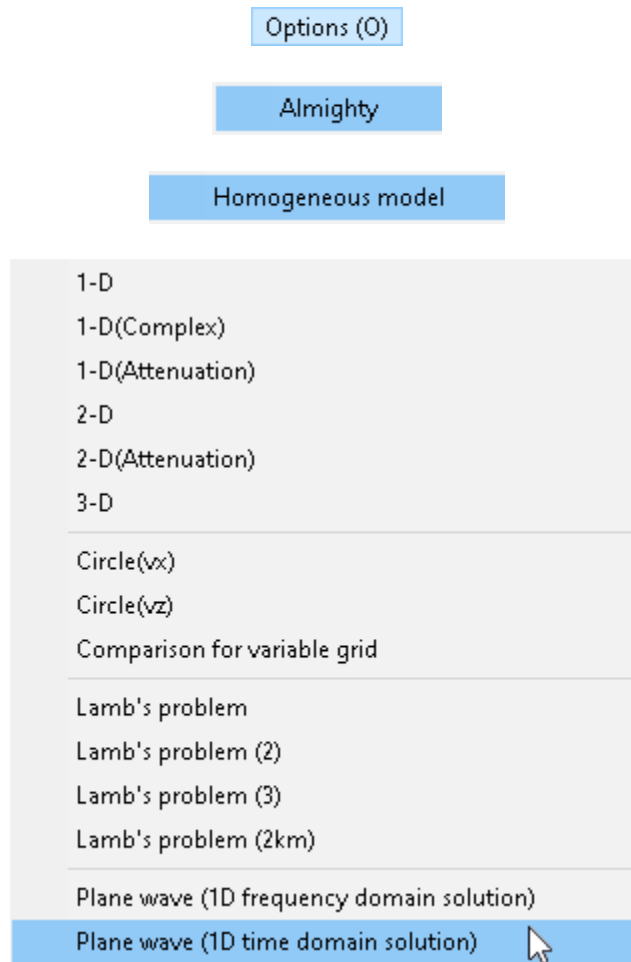 Options (O)
Almighty
Homogeneous model
1-D
1-D(Complex)
1-D(Attenuation)
2-D
2-D(Attenuation)
3-D
Circle(vx)
Circle(vz)
Comparison for variable grid
Lamb's problem
Lamb's problem (2)
Lamb's problem (3)
Lamb's problem (2km)
Plane wave (1D frequency domain solution)
Plane wave (1D time domain solution)